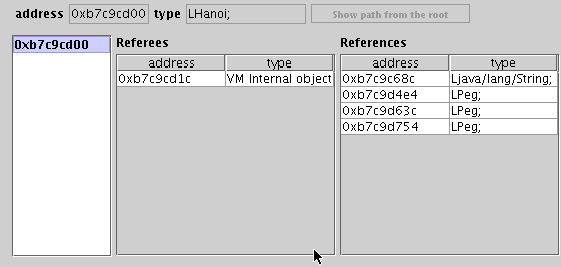 address 0xb7c9cd00 type LHanoi; Show path from the root
0xb7c9cd00
Referees
address type
0xb7c9cd1c VM Internal object
References
address type
0xb7c9c68c Ljava/lang/String;
0xb7c9d4e4 LPeg;
0xb7c9d63c LPeg;
0xb7c9d754 LPeg;